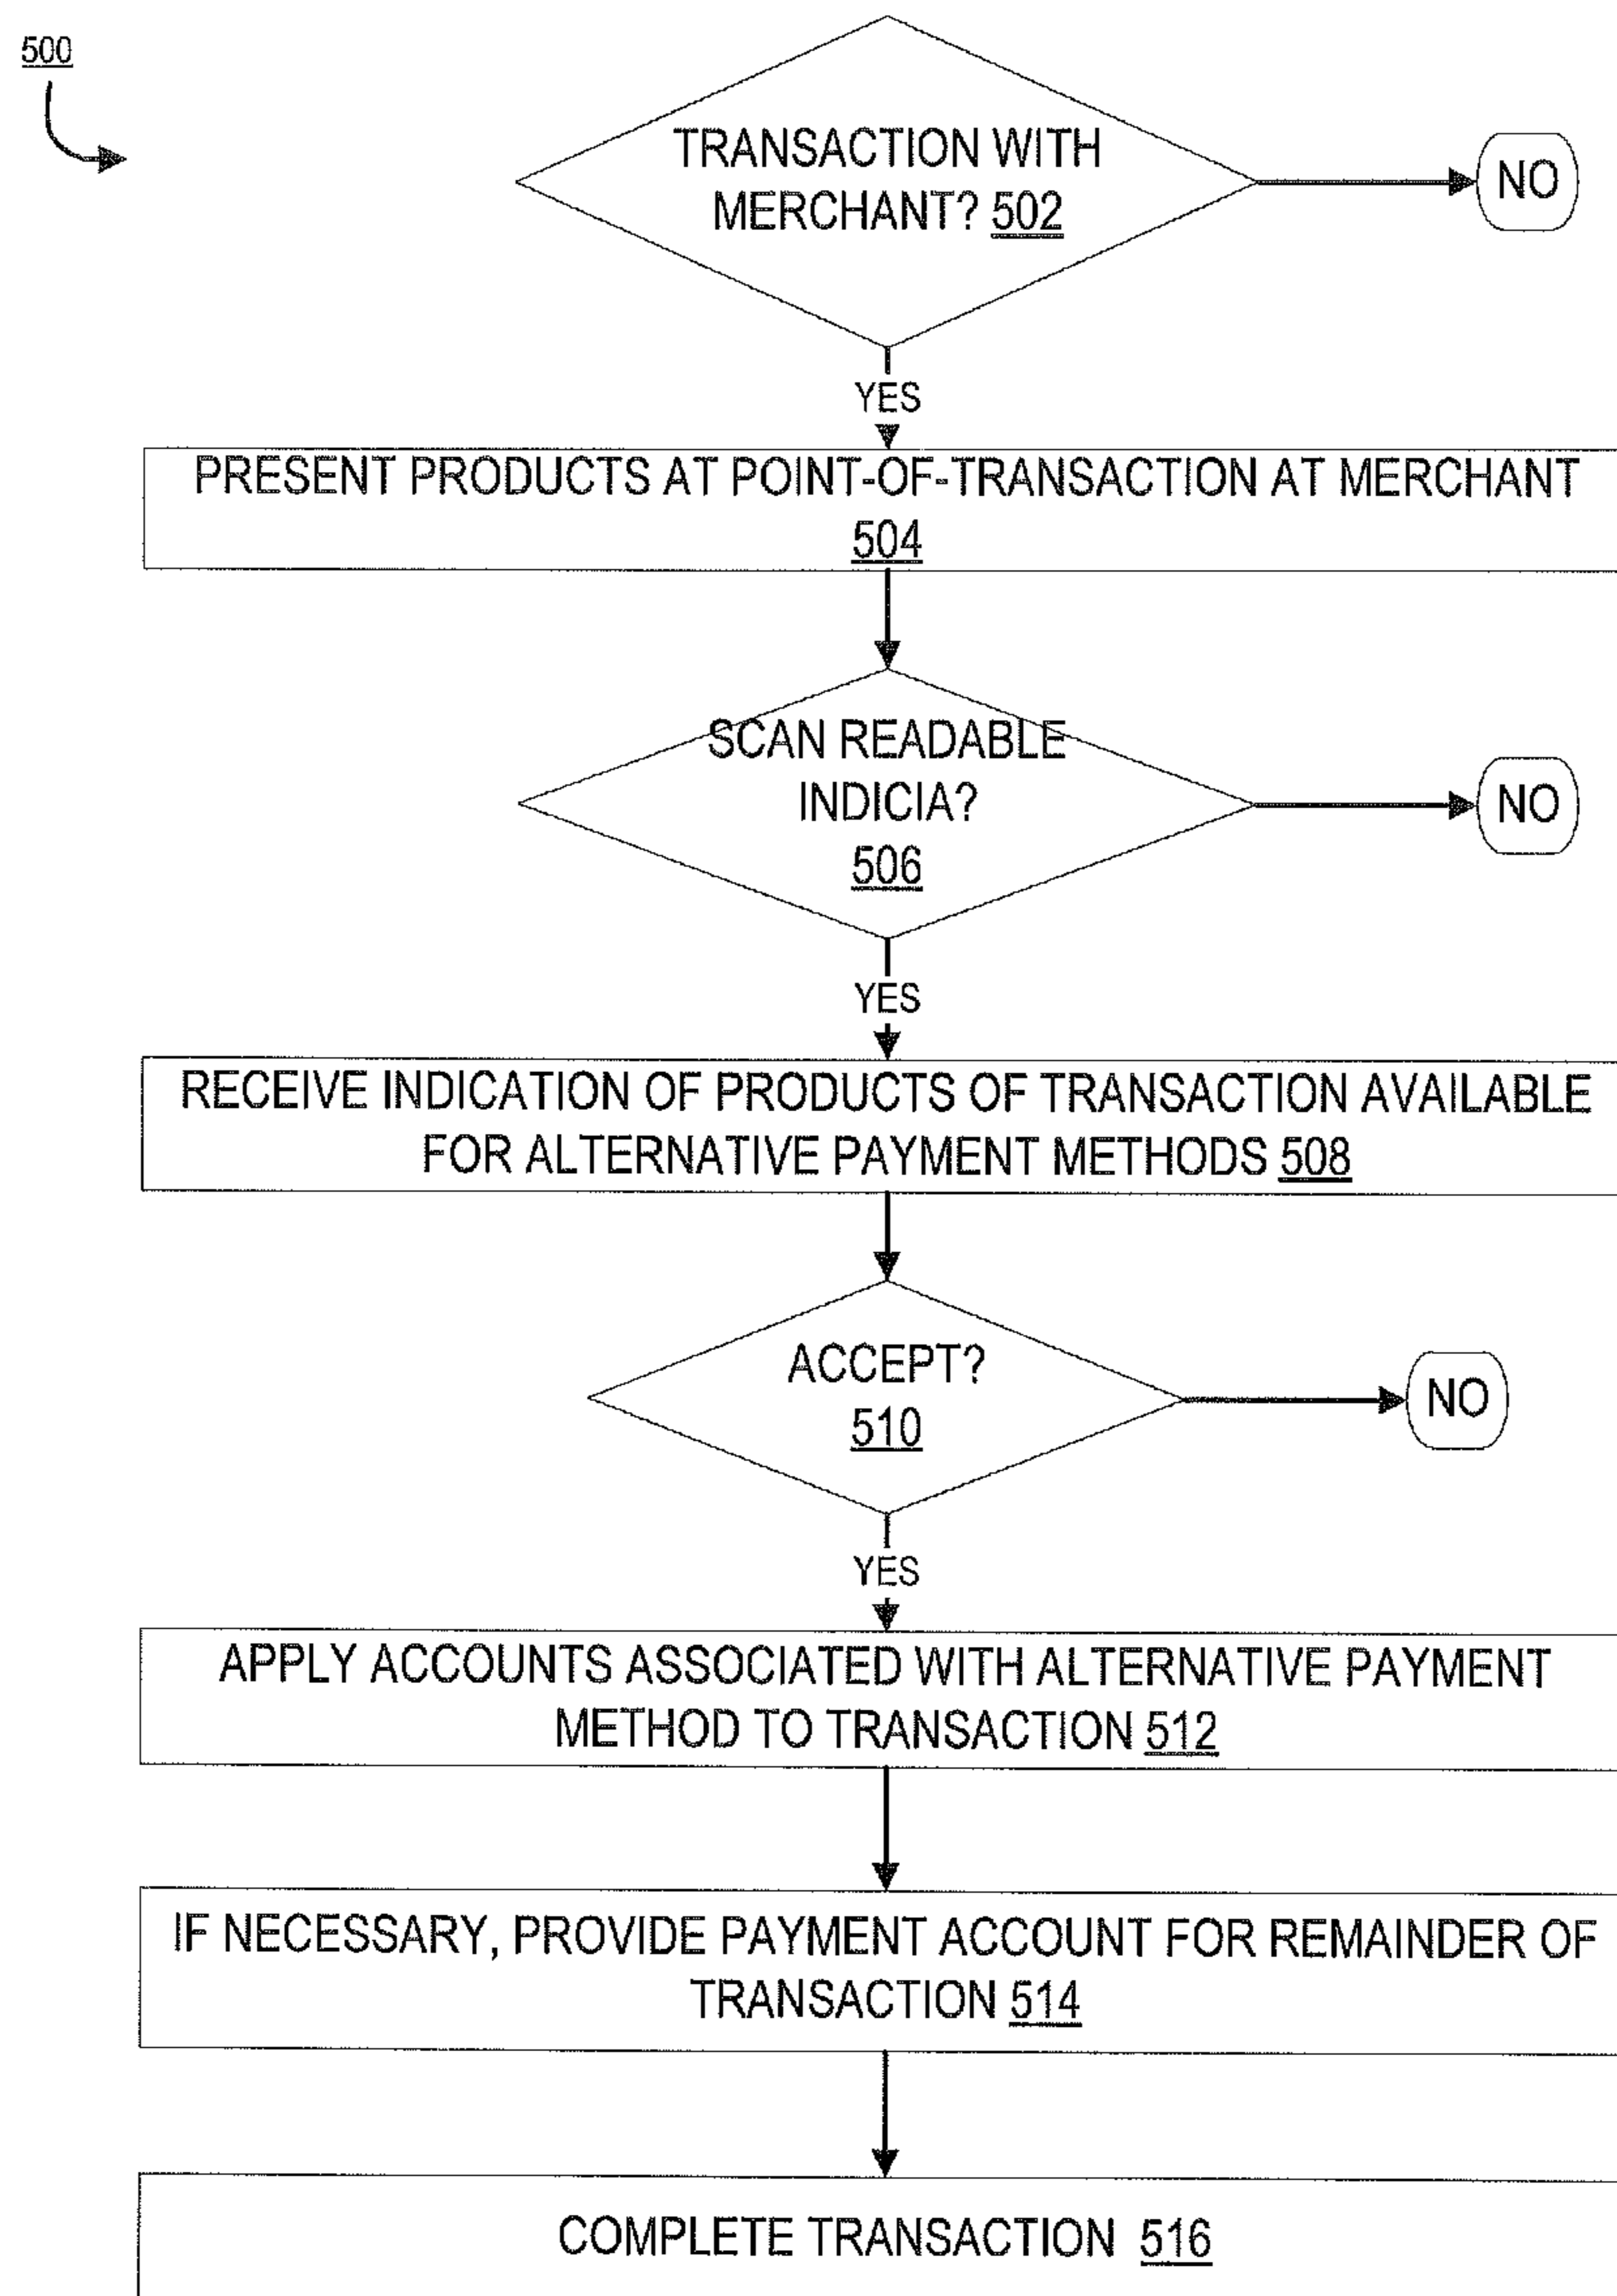 500
TRANSACTION WITH
MERCHANT? 502
NO
YES
PRESENT PRODUCTS AT POINT-OF-TRANSACTION AT MERCHANT
504
SCAN READABLE
INDICIA?
506
NO
YES
RECEIVE INDICATION OF PRODUCTS OF TRANSACTION AVAILABLE
FOR ALTERNATIVE PAYMENT METHODS 508
ACCEPT?
510
NO
YES
APPLY ACCOUNTS ASSOCIATED WITH ALTERNATIVE PAYMENT
METHOD TO TRANSACTION 512
IF NECESSARY, PROVIDE PAYMENT ACCOUNT FOR REMAINDER OF
TRANSACTION 514
COMPLETE TRANSACTION 516